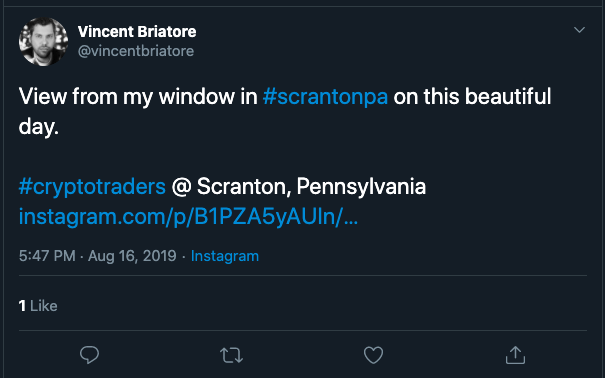 Vincent Briatore
@vincentbriatore
View from my window in #scrantonpa on this beautiful
day.
#cryptotraders @ Scranton, Pennsylvania
instagram.com/p/B1PZA5yAUIn/...
5:47 PM · Aug 16, 2019 · Instagram
1 Like